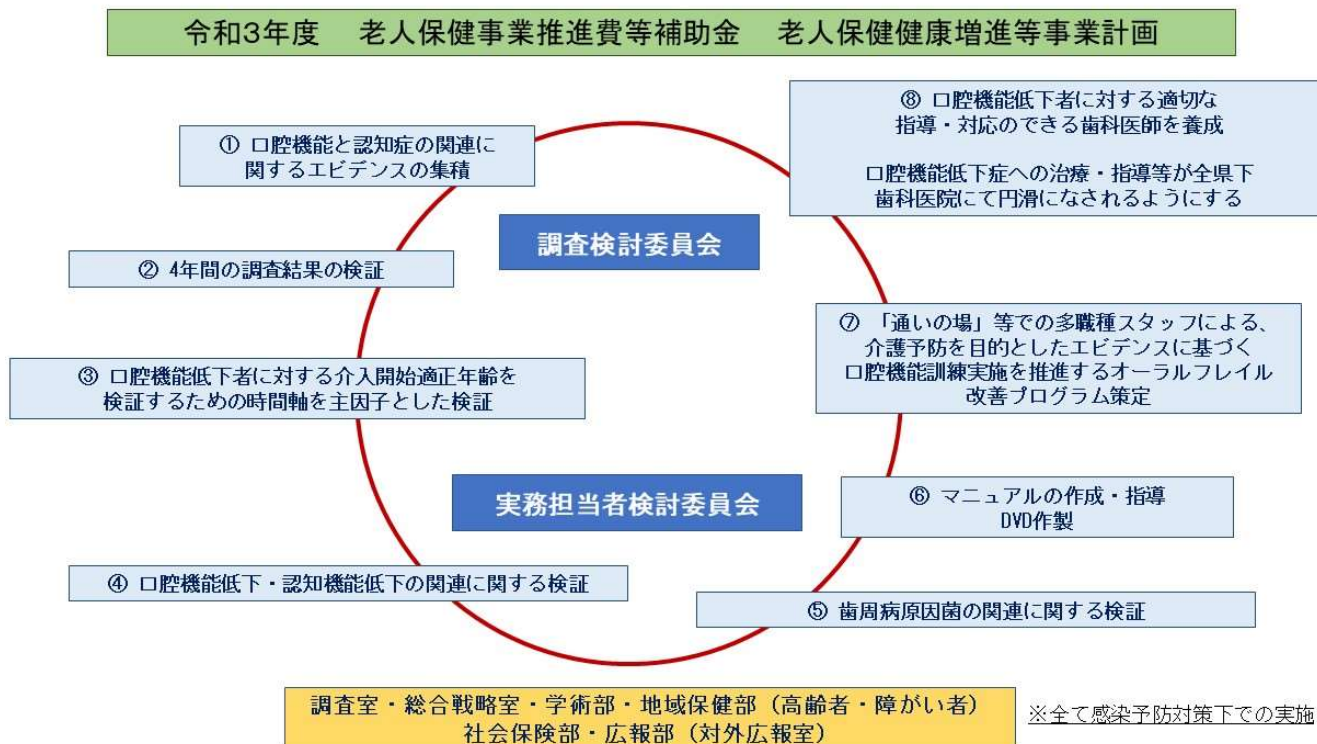 令和3年度 老人保健事業推進費等補助金 老人保健健康増進等事業計画
① 口腔機能と認知症の関連に
関するエビデンスの集積
② 4年間の調査結果の検証
③ 口腔機能低下者に対する介入開始適正年齢を
検証するための時間軸を主因子とした検証
④ 口腔機能低下・認知機能低下の関連に関する検証
⑤ 歯周病原因菌の関連に関する検証
⑥ マニュアルの作成・指導
DVD作製
⑦ 「通いの場」等での多職種スタッフによる、
介護予防を目的としたエビデンスに基づく
口腔機能訓練実施を推進するオーラルフレイル
改善プログラム策定
⑧ 口腔機能低下者に対する適切な
指導・対応のできる歯科医師を養成
口腔機能低下症への治療・指導等が全県下
歯科医院にて円滑になされるようにする
調査検討委員会
実務担当者検討委員会
調査室・総合戦略室・学術部・地域保健部（高齢者・障がい者）
社会保険部・広報部（対外広報室）
※全て感染予防対策下での実施